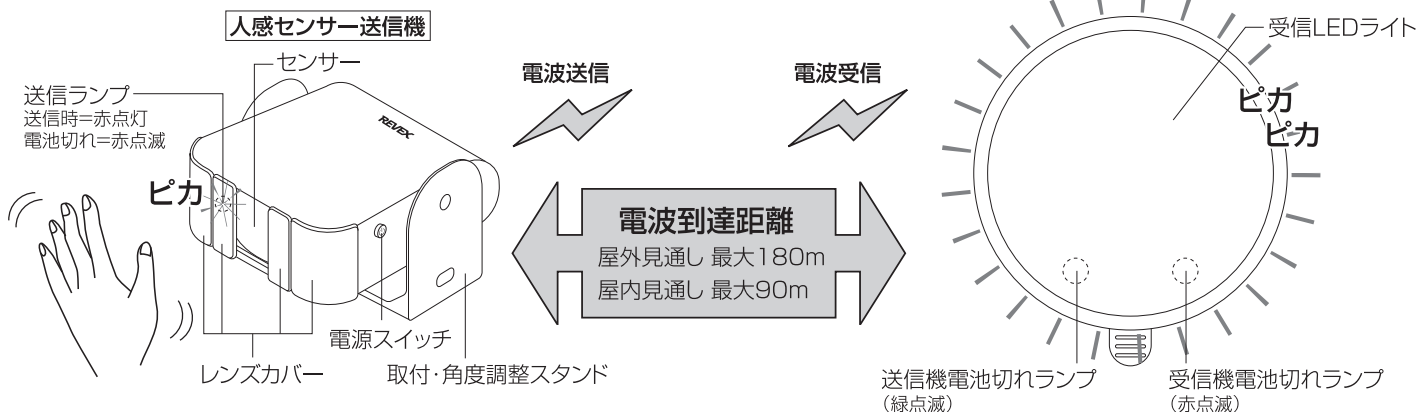 人感センサー送信機
センサー
送信ランプ
送信時=赤点灯
電池切れ=赤点滅
REVEX
ピカ
電源スイッチ
レンズカバー
取付・角度調整スタンド
電波送信
電波受信
電波到達距離
屋外見通し 最大180m
屋内見通し 最大90m
受信LEDライト
ピカ
ピカ
送信機電池切れランプ
(緑点滅)
受信機電池切れランプ
(赤点滅)